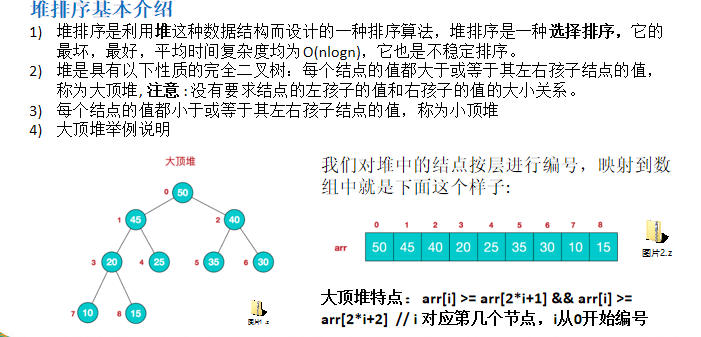 堆排序基本介绍
1) 堆排序是利用堆这种数据结构而设计的一种排序算法，堆排序是一种选择排序，它的
最坏，最好，平均时间复杂度均为O(nlogn)，它也是不稳定排序。
2) 堆是具有以下性质的完全二叉树：每个结点的值都大于或等于其左右孩子结点的值，
称为大顶堆, 注意 : 没有要求结点的左孩子的值和右孩子的值的大小关系。
3) 每个结点的值都小于或等于其左右孩子结点的值，称为小顶堆
4) 大顶堆举例说明
大顶堆
0 50
1 45 2 40
3 20 4 25 5 35 6 30
7 10 8 15
我们对堆中的结点按层进行编号，映射到数
组中就是下面这个样子:
0 1 2 3 4 5 6 7 8
arr 50 45 40 20 25 35 30 10 15
图片2.z
大顶堆特点：arr[i] >= arr[2*i+1] && arr[i] >=
arr[2*i+2] // i 对应第几个节点，i从0开始编号